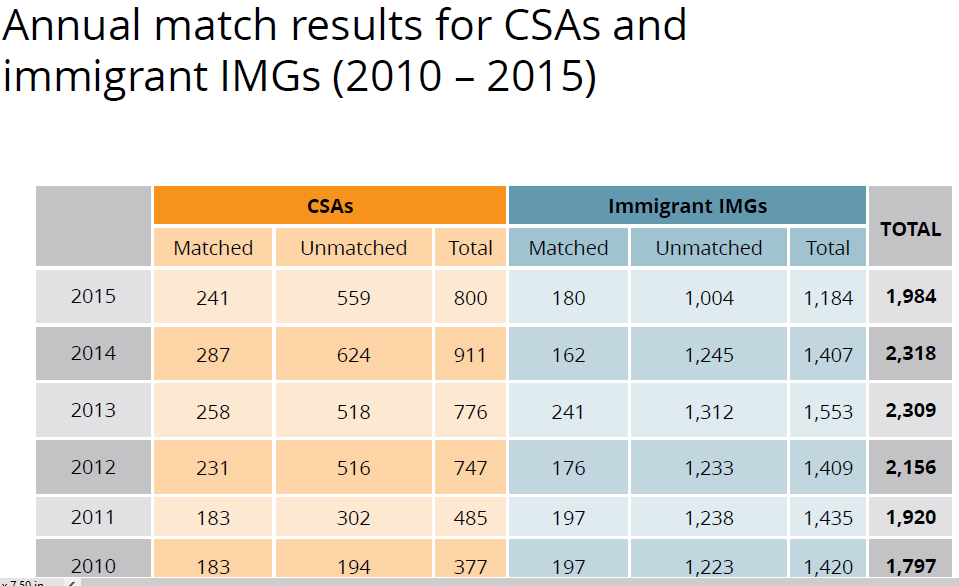 Annual match results for CSAs and
immigrant IMGs (2010 – 2015)
CSAs Immigrant IMGs TOTAL
Matched Unmatched Total Matched Unmatched Total
2015 241 559 800 180 1,004 1,184 1,984
2014 287 624 911 162 1,245 1,407 2,318
2013 258 518 776 241 1,312 1,553 2,309
2012 231 516 747 176 1,233 1,409 2,156
2011 183 302 485 197 1,238 1,435 1,920
2010 183 194 377 197 1,223 1,420 1,797
x 7.50 in